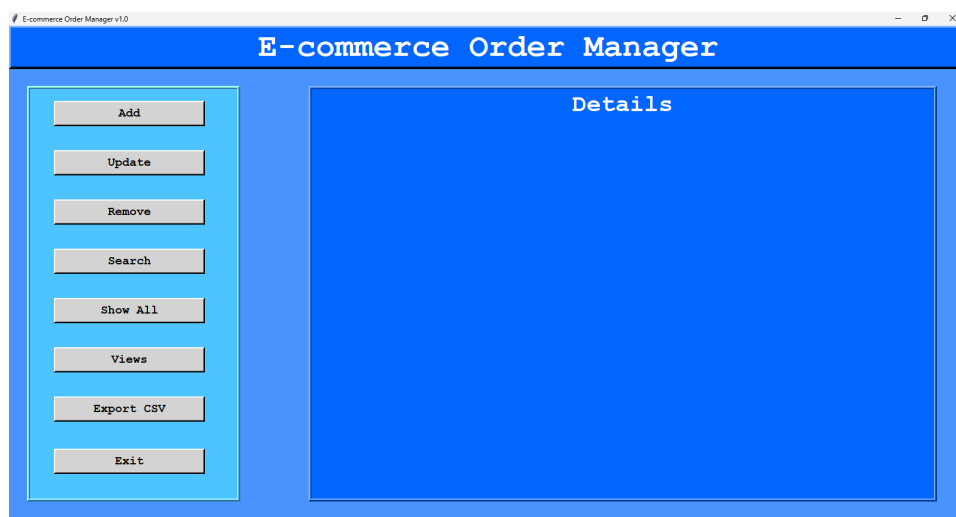 E-commerce Order Manager v1.0
E-commerce Order Manager
Add
Update
Remove
Search
Show All
Views
Export CSV
Exit
Details